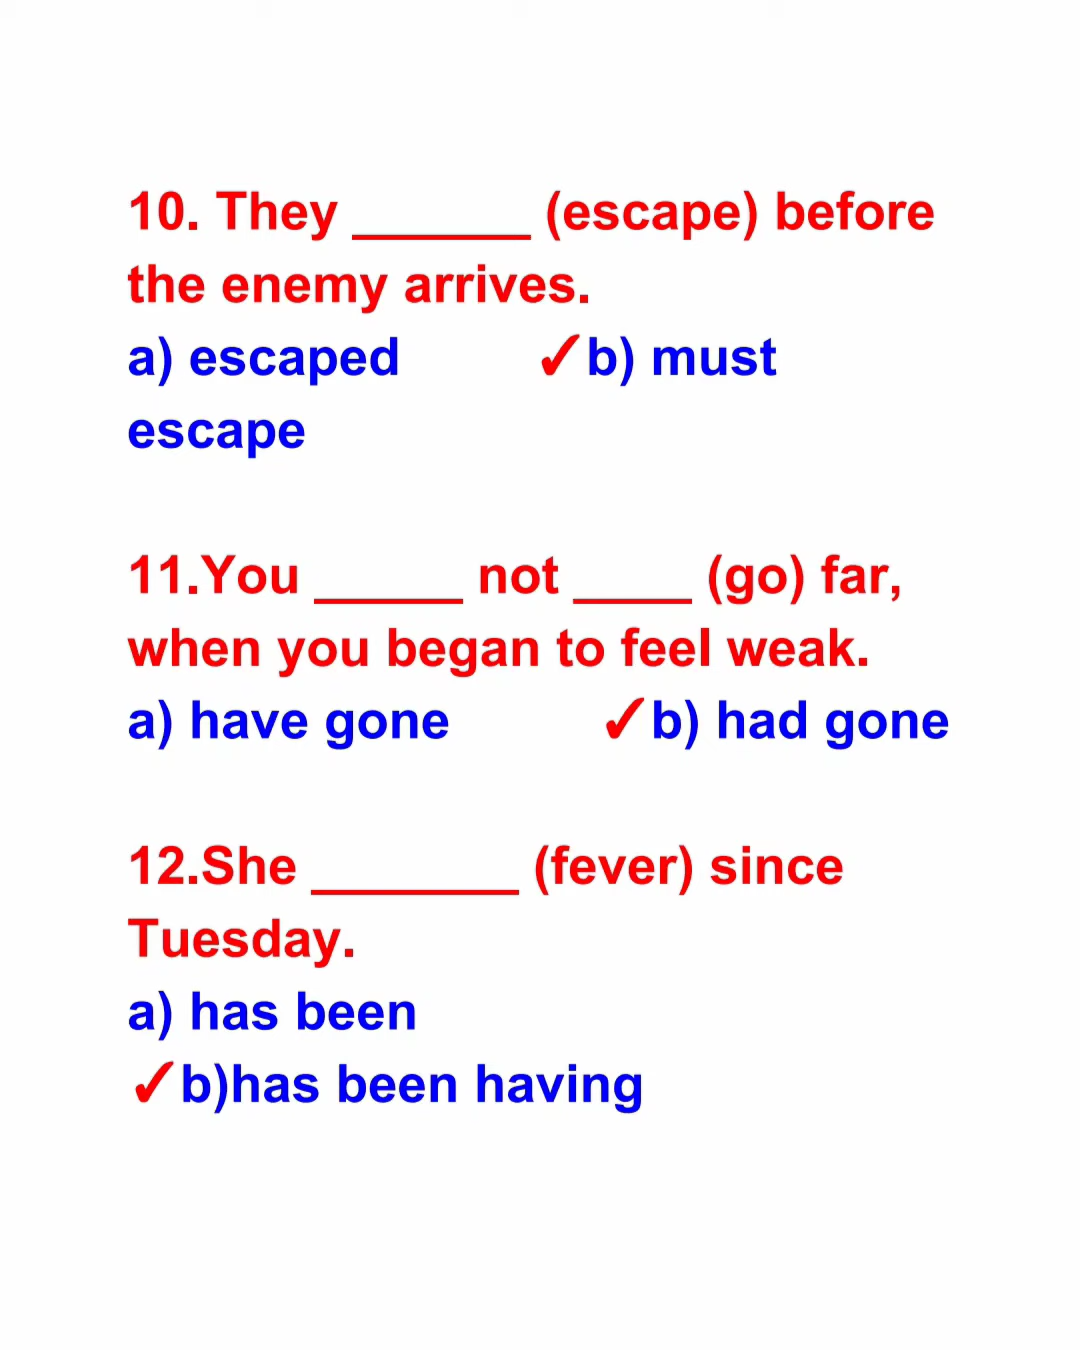 10. They ______ (escape) before
the enemy arrives.
a) escaped ✓b) must
escape
11.You _____ not ____ (go) far,
when you began to feel weak.
a) have gone ✓b) had gone
12.She _______ (fever) since
Tuesday.
a) has been
✓b)has been having